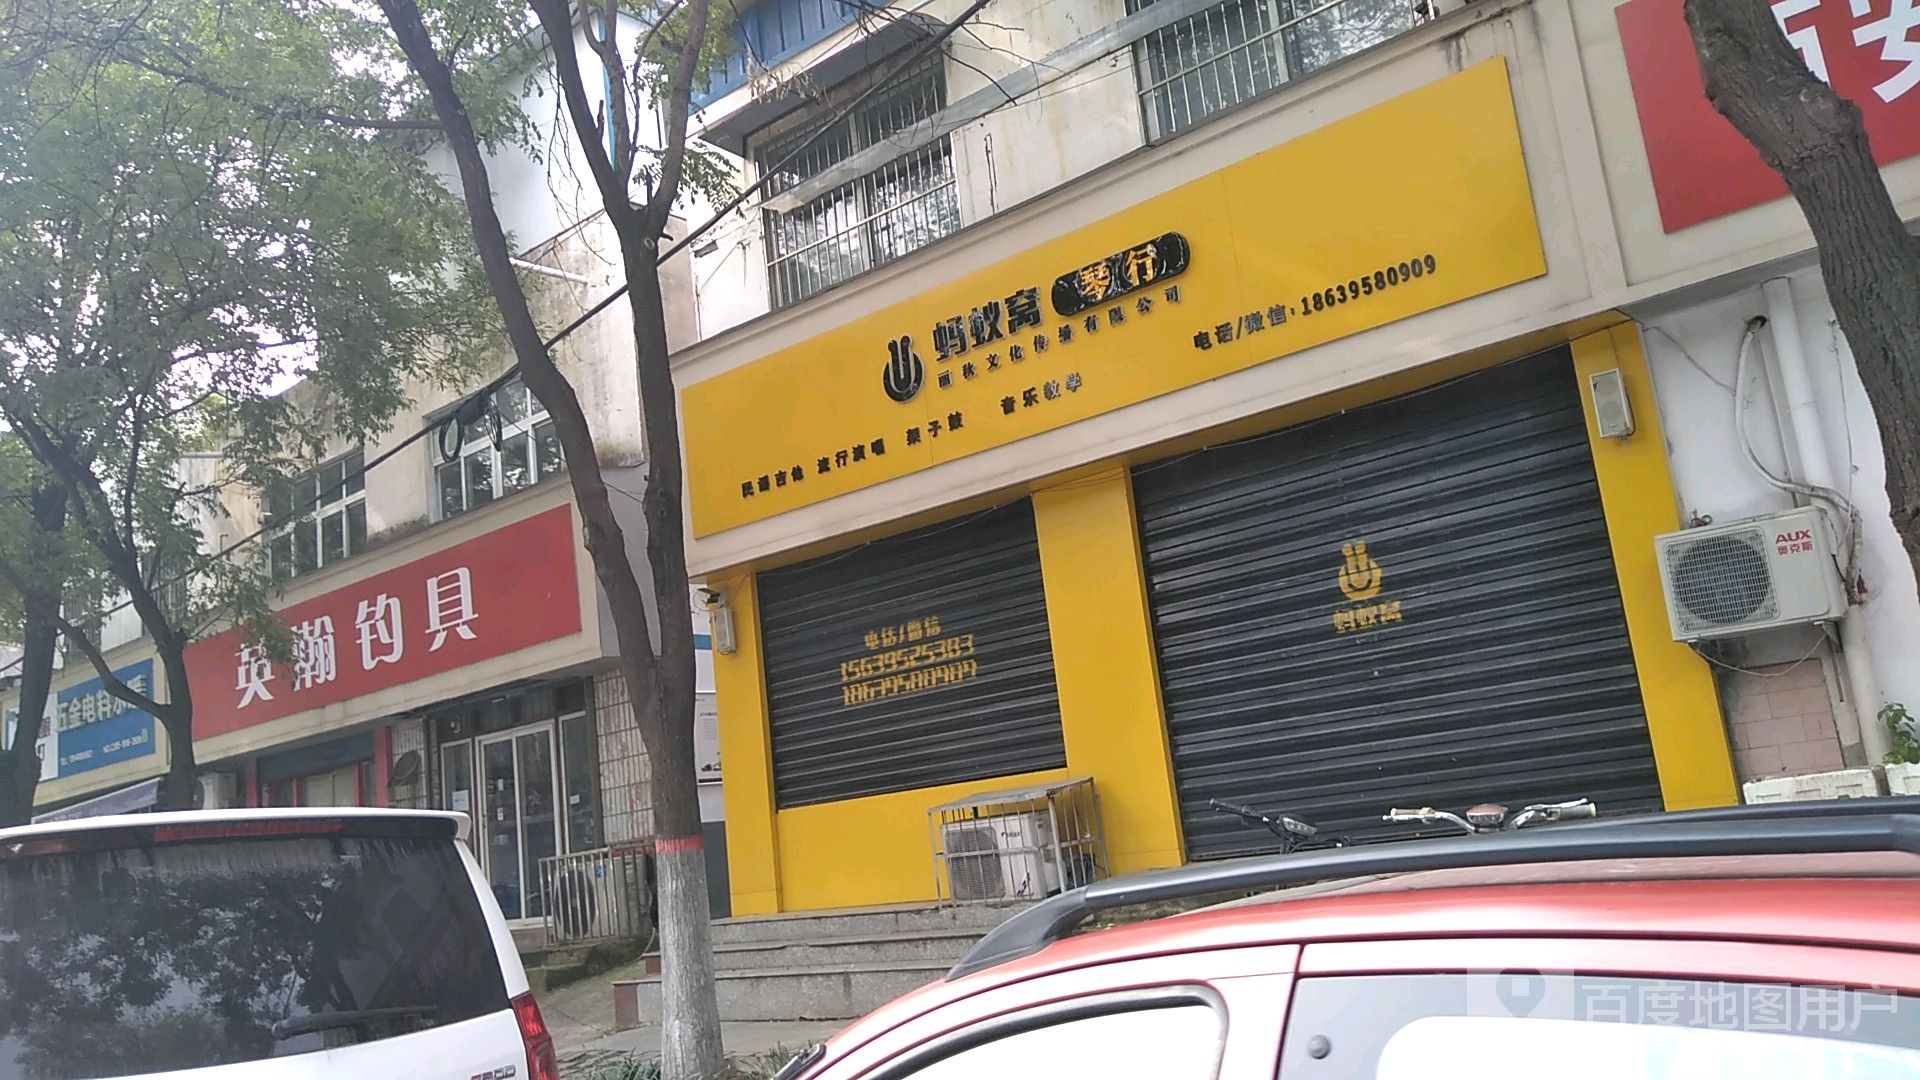 蚂蚁窝 琴行
丽秋文化传播有限公司
民谣吉他 流行演唱 架子鼓 音乐教学
电话/微信:18639580909
电话/微信
15639525383
18639580909
蚂蚁窝
英瀚钓具
五金电料水暖
AUX
奥克斯
安
百度地图用户